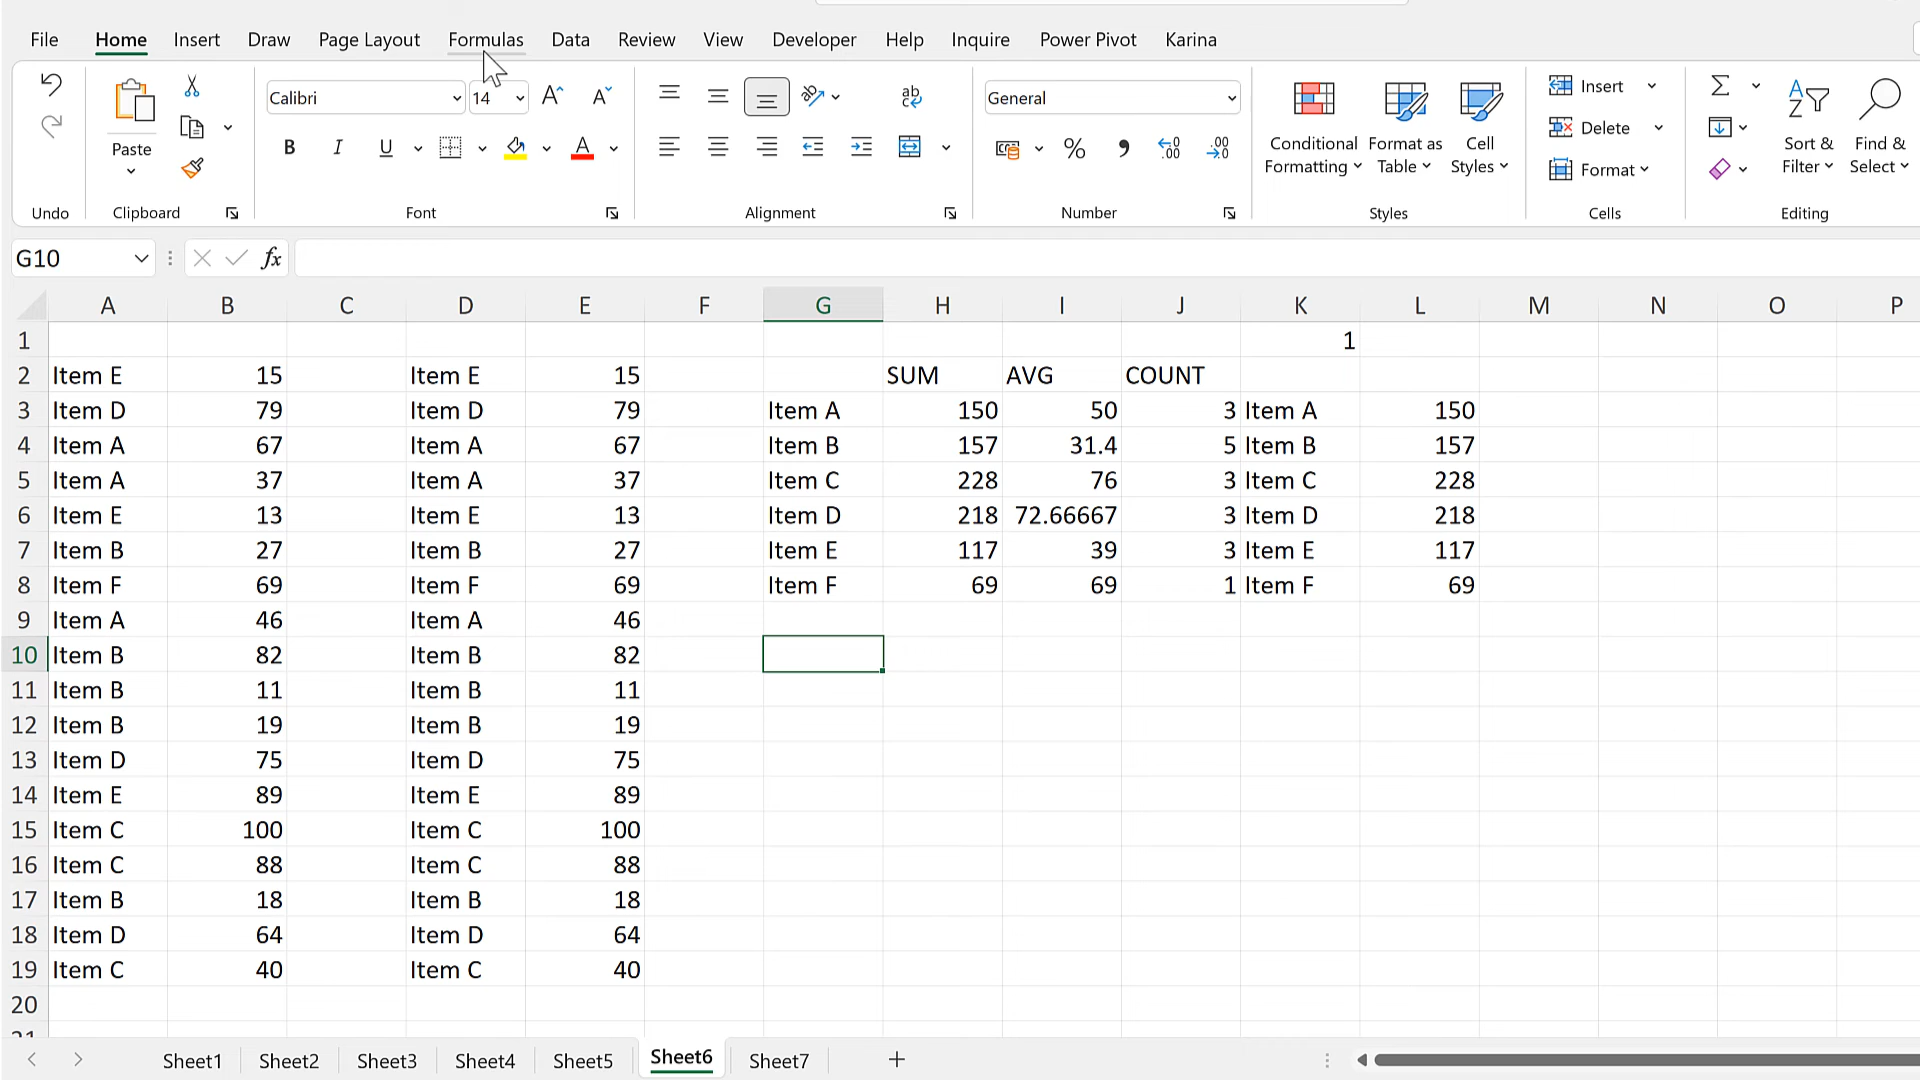 File Home Insert Draw Page Layout Formulas Data Review View Developer Help Inquire Power Pivot Karina
Calibri 14 General
Paste
B I U
Conditional Formatting
Format as Table
Cell Styles
Insert
Delete
Format
Sort & Filter
Find & Select
Undo Clipboard Font Alignment Number Styles Cells Editing
G10 fx
A B C D E F G H I J K L M N O P
1 1
2 Item E 15 Item E 15 SUM AVG COUNT
3 Item D 79 Item D 79 Item A 150 50 3 Item A 150
4 Item A 67 Item A 67 Item B 157 31.4 5 Item B 157
5 Item A 37 Item A 37 Item C 228 76 3 Item C 228
6 Item E 13 Item E 13 Item D 218 72.66667 3 Item D 218
7 Item B 27 Item B 27 Item E 117 39 3 Item E 117
8 Item F 69 Item F 69 Item F 69 69 1 Item F 69
9 Item A 46 Item A 46
10 Item B 82 Item B 82
11 Item B 11 Item B 11
12 Item B 19 Item B 19
13 Item D 75 Item D 75
14 Item E 89 Item E 89
15 Item C 100 Item C 100
16 Item C 88 Item C 88
17 Item B 18 Item B 18
18 Item D 64 Item D 64
19 Item C 40 Item C 40
20
Sheet1 Sheet2 Sheet3 Sheet4 Sheet5 Sheet6 Sheet7